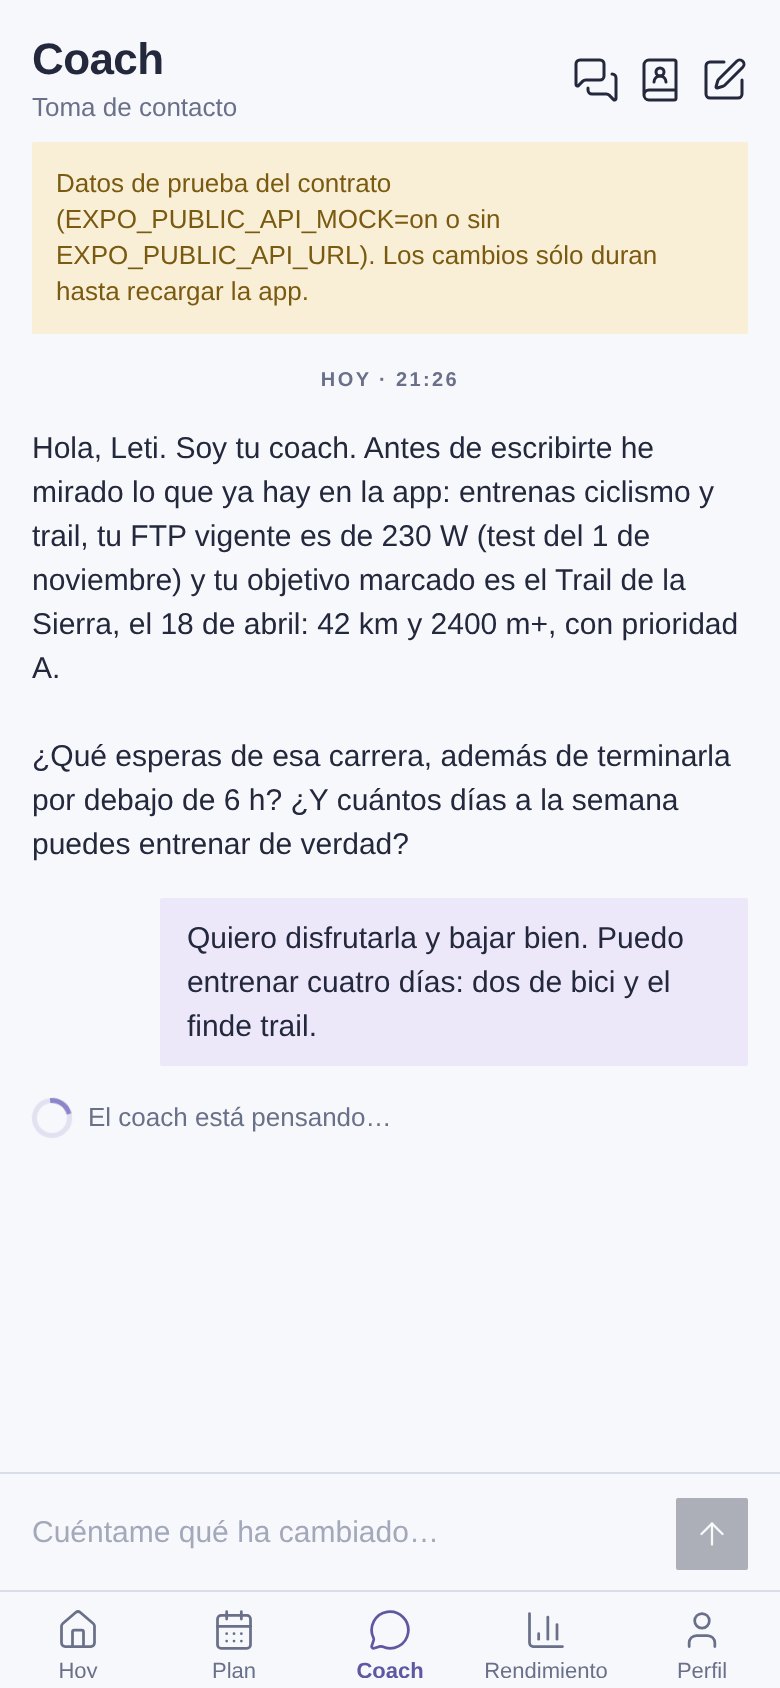 Coach
Toma de contacto
Datos de prueba del contrato
(EXPO_PUBLIC_API_MOCK=on o sin
EXPO_PUBLIC_API_URL). Los cambios sólo duran
hasta recargar la app.
HOY · 21:26
Hola, Leti. Soy tu coach. Antes de escribirte he
mirado lo que ya hay en la app: entrenas ciclismo y
trail, tu FTP vigente es de 230 W (test del 1 de
noviembre) y tu objetivo marcado es el Trail de la
Sierra, el 18 de abril: 42 km y 2400 m+, con prioridad
A.
¿Qué esperas de esa carrera, además de terminarla
por debajo de 6 h? ¿Y cuántos días a la semana
puedes entrenar de verdad?
Quiero disfrutarla y bajar bien. Puedo
entrenar cuatro días: dos de bici y el
finde trail.
El coach está pensando…
Cuéntame qué ha cambiado…
Hoy
Plan
Coach
Rendimiento
Perfil